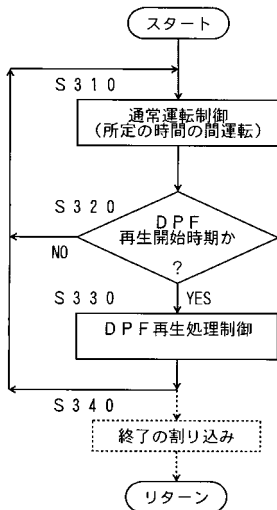 スタート
S310
通常運転制御
(所定の時間の間運転)
S320
DPF
再生開始時期か
?
NO
YES
S330
DPF再生処理制御
S340
終了の割り込み
リターン